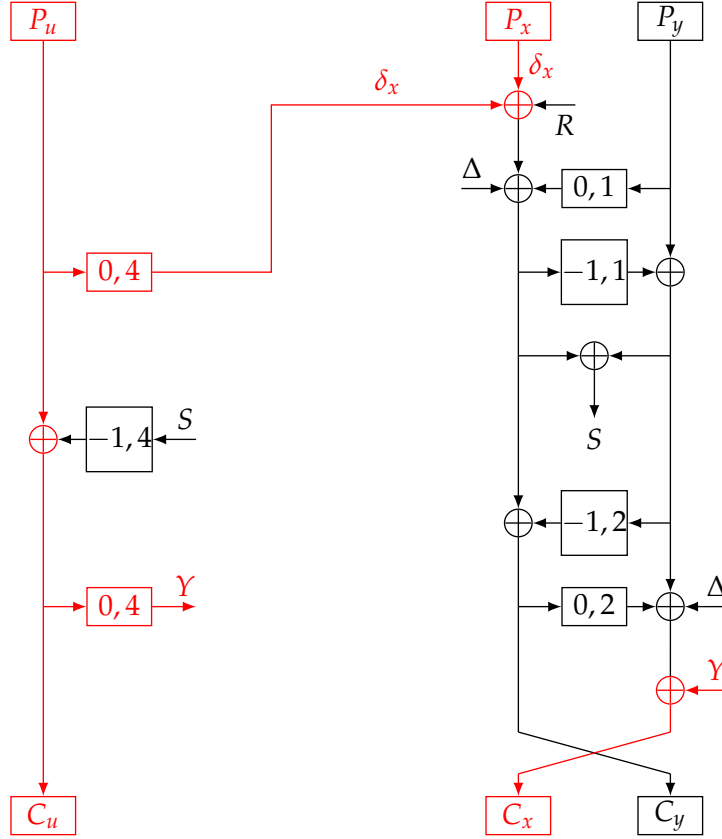 P_u P_x P_y
δ_x
δ_x
R
Δ
0, 1
0, 4 −1, 1
S
−1, 4
S
−1, 2
Y
0, 4 0, 2 Δ
Y
C_u C_x C_y